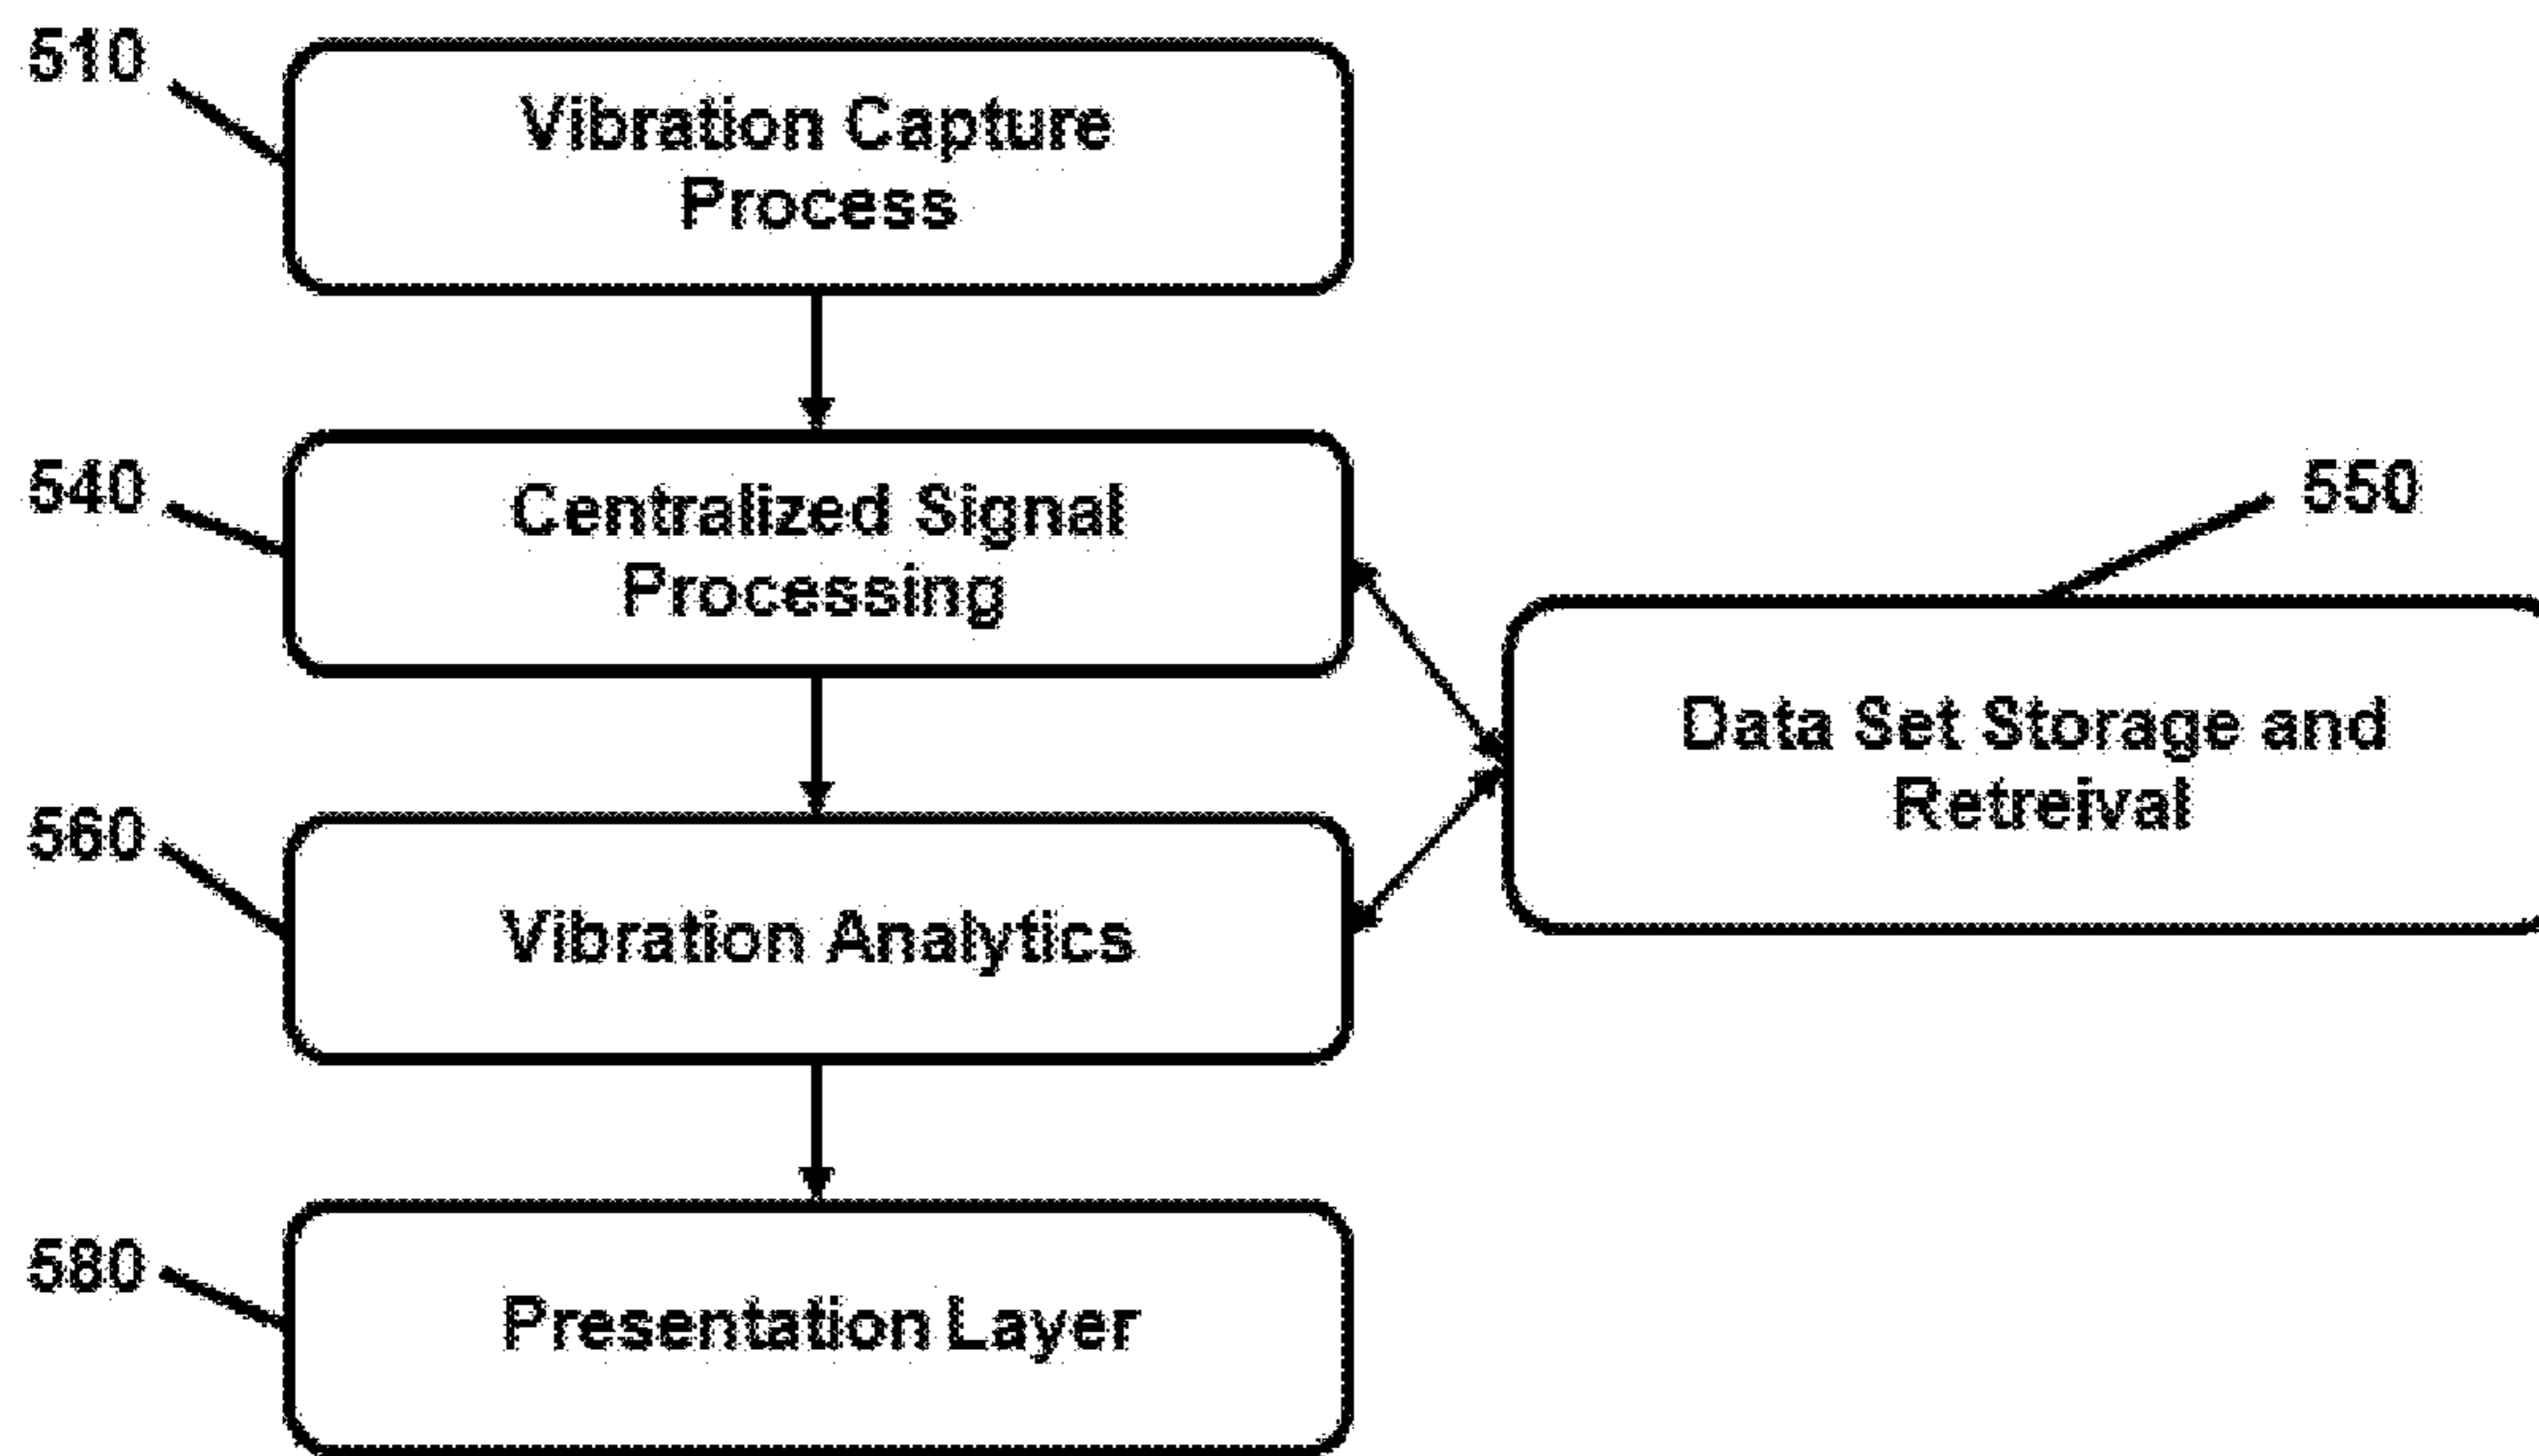 510
Vibration Capture
Process
540
Centralized Signal
Processing
550
Data Set Storage and
Retreival
560
Vibration Analytics
580
Presentation Layer